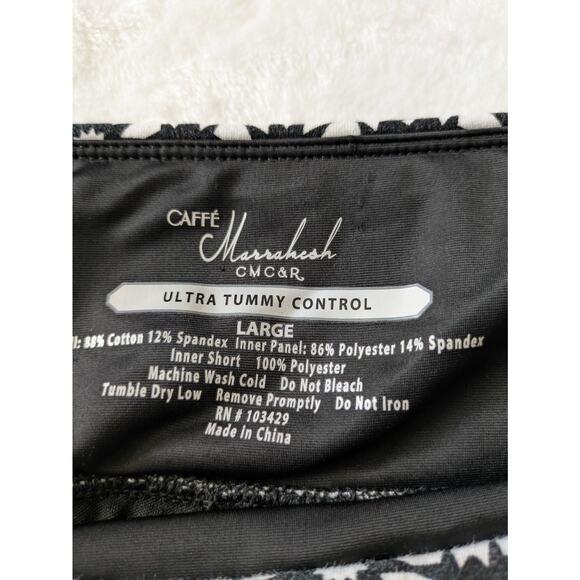 CAFFÉ
Marrakesh
CMC&R
ULTRA TUMMY CONTROL
LARGE
88% Cotton 12% Spandex Inner Panel: 86% Polyester 14% Spandex
Inner Short 100% Polyester
Machine Wash Cold Do Not Bleach
Tumble Dry Low Remove Promptly Do Not Iron
RN # 103429
Made in China